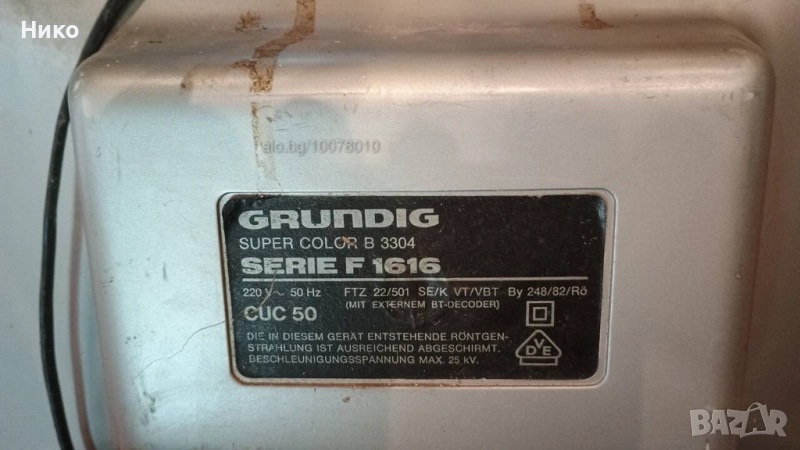 Нико
alo.bg/10078010
GRUNDIG
SUPER COLOR B 3304
SERIE F 1616
220 V ~ 50 Hz FTZ 22/501 SE/K VT/VBT By 248/82/Rö
(MIT EXTERNEM BT-DECODER)
CUC 50
DIE IN DIESEM GERÄT ENTSTEHENDE RÖNTGEN-
STRAHLUNG IST AUSREICHEND ABGESCHIRMT.
BESCHLEUNIGUNGSSPANNUNG MAX. 25 kV.
DVE
BAZAR